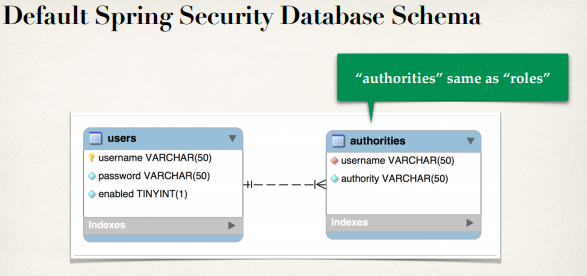 Default Spring Security Database Schema
“authorities” same as “roles”
users
username VARCHAR(50)
password VARCHAR(50)
enabled TINYINT(1)
Indexes
authorities
username VARCHAR(50)
authority VARCHAR(50)
Indexes